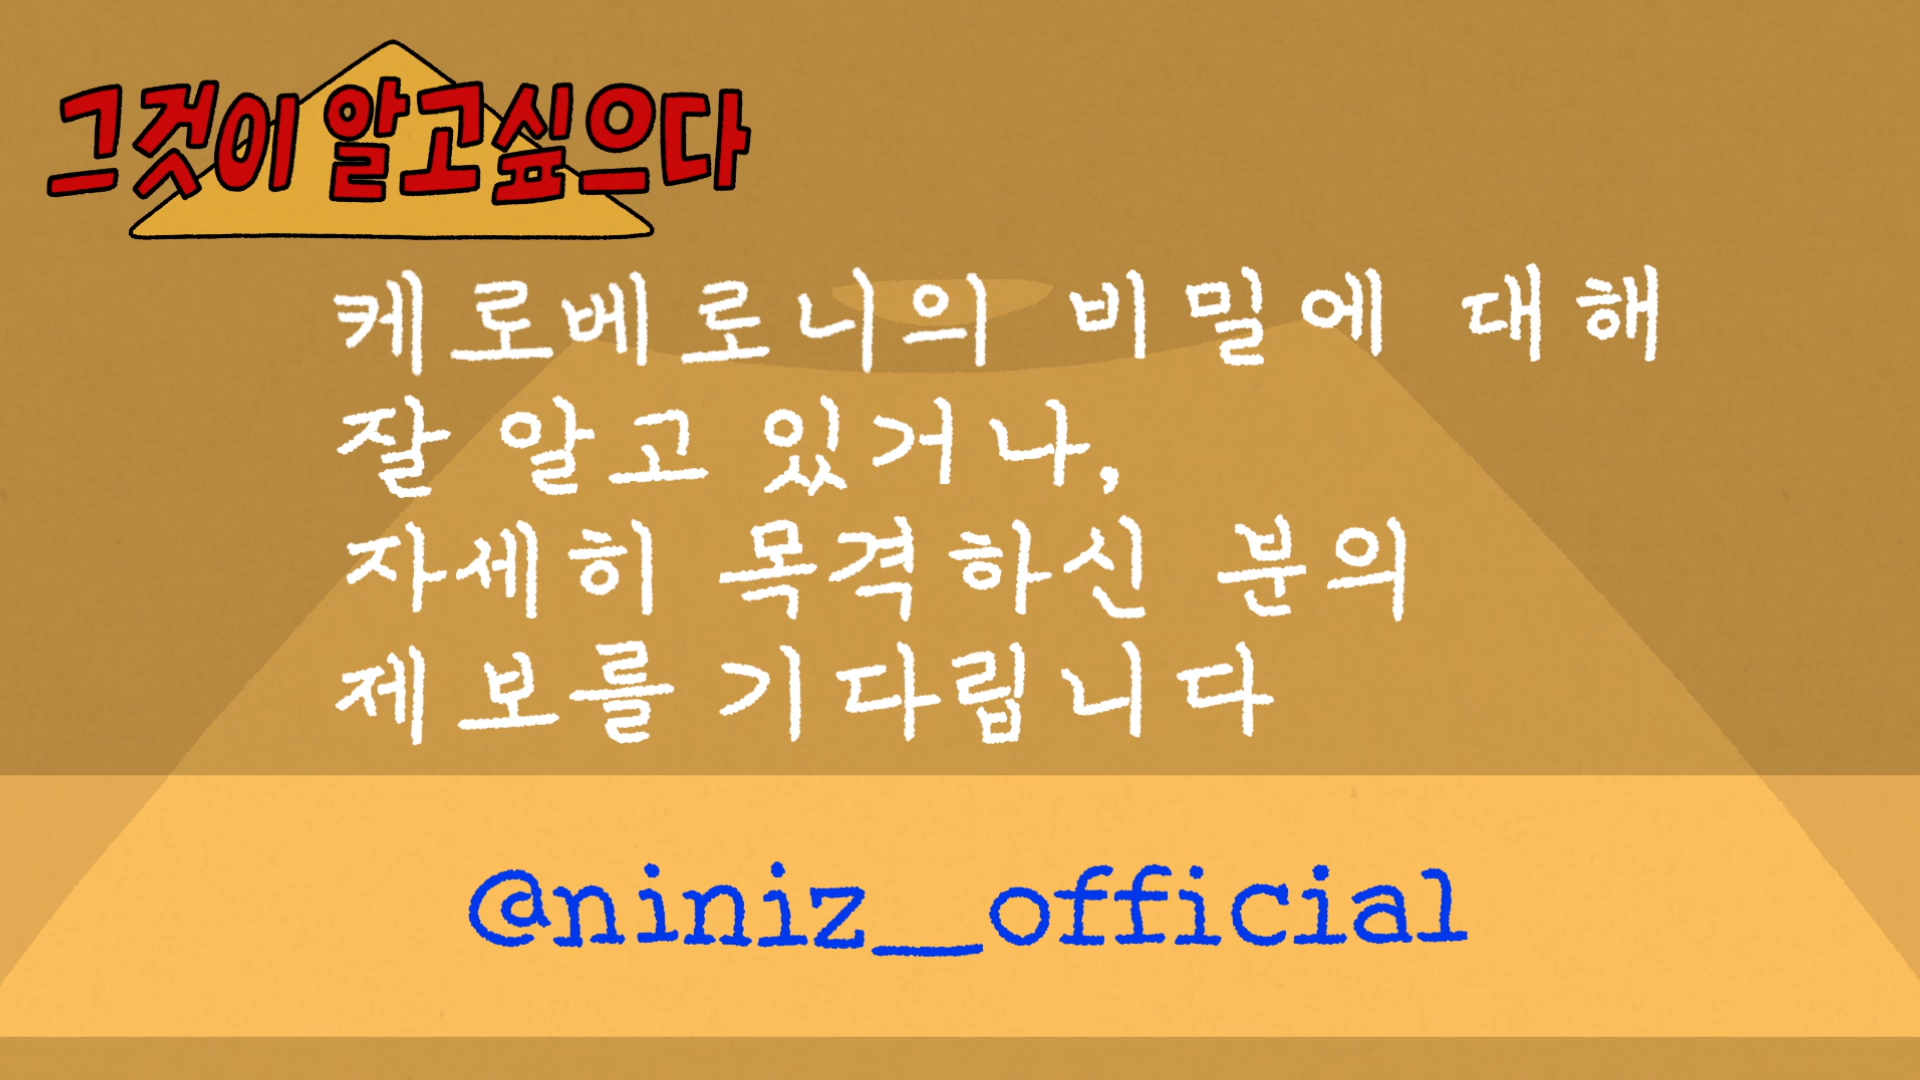 그것이 알고싶으다
케로베로니의 비밀에 대해
잘 알고 있거나,
자세히 목격하신 분의
제보를 기다립니다
@niniz__official